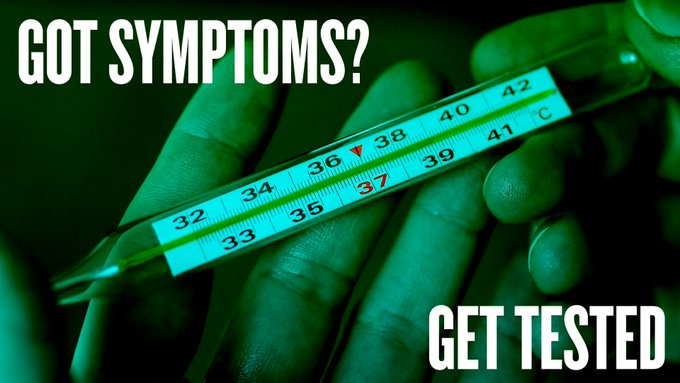 GOT SYMPTOMS?
32 34 36 38 40 42
33 35 37 39 41 °C
GET TESTED